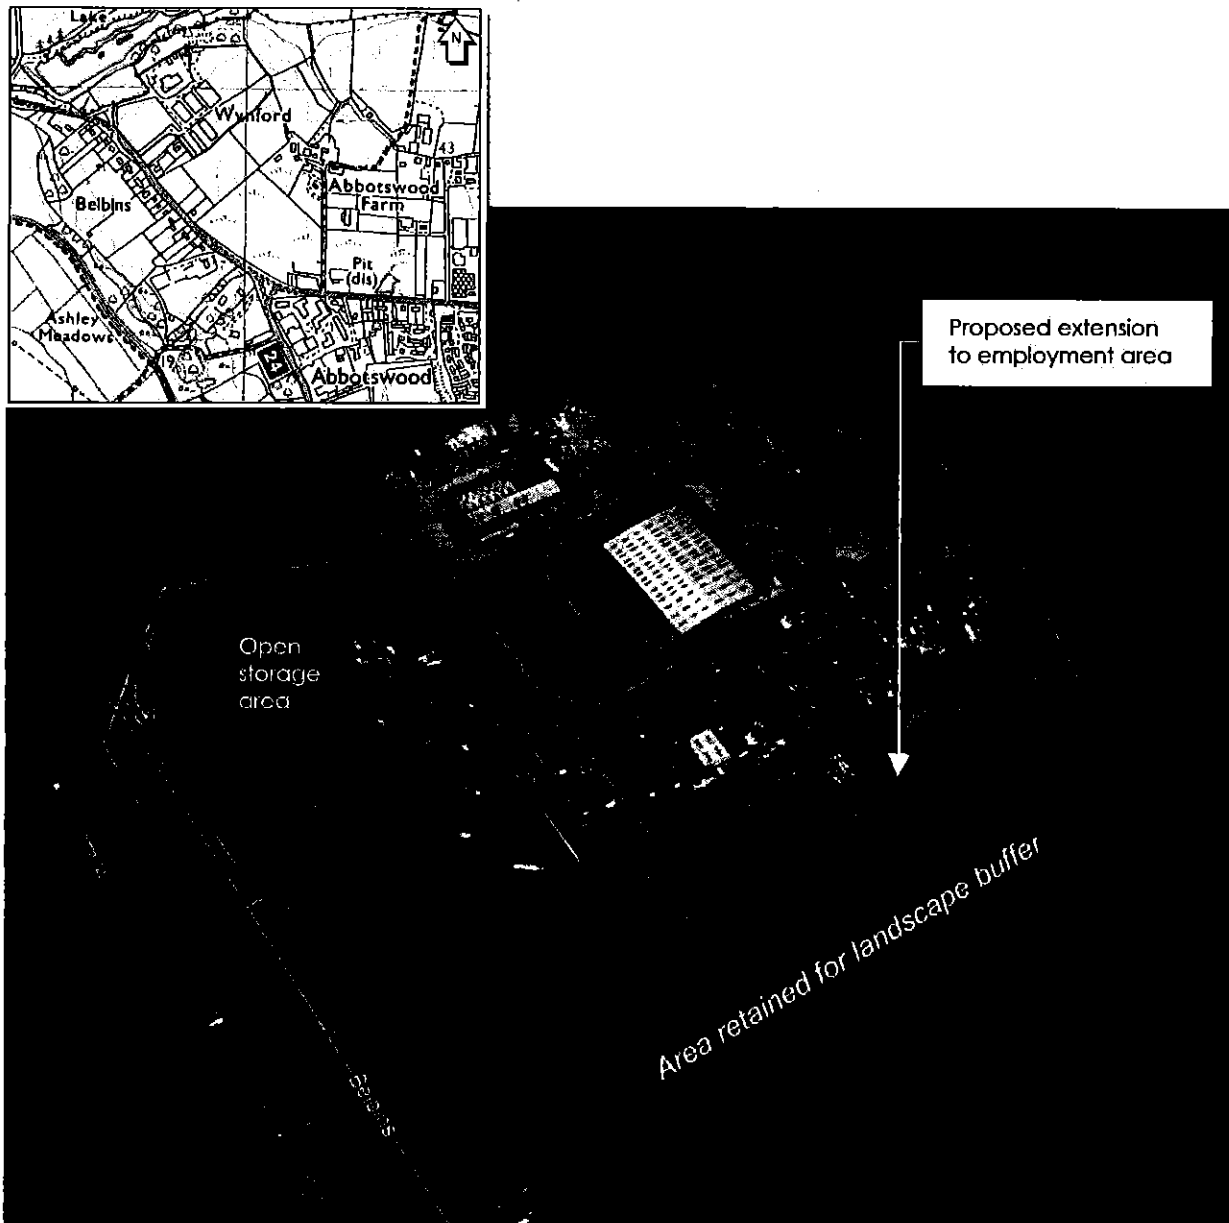 Lake
N
Wynford
43
Abbotswood
Farm
Belbins
Pit
(dis)
Ashley
Meadows
24
Abbotswood
Proposed extension
to employment area
Open
storage
area
Area retained for landscape buffer
Belbins